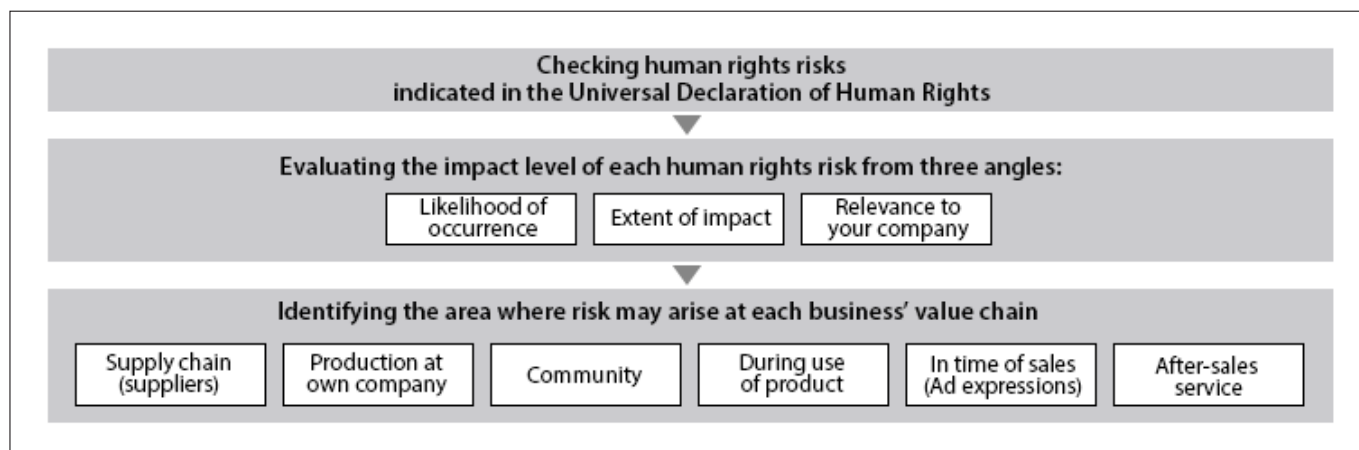 Checking human rights risks
indicated in the Universal Declaration of Human Rights
Evaluating the impact level of each human rights risk from three angles:
Likelihood of
occurrence
Extent of impact
Relevance to
your company
Identifying the area where risk may arise at each business’ value chain
Supply chain
(suppliers)
Production at
own company
Community
During use
of product
In time of sales
(Ad expressions)
After-sales
service